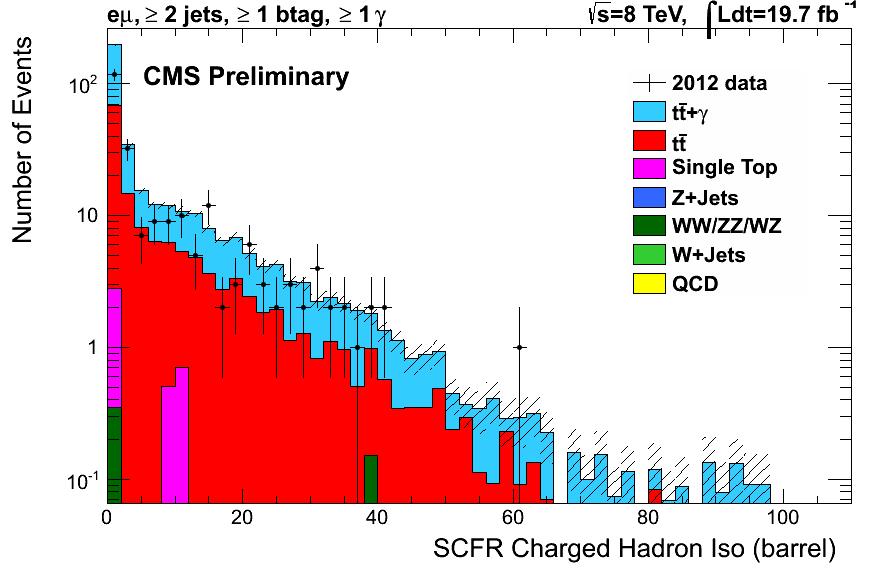 eμ, ≥ 2 jets, ≥ 1 btag, ≥ 1 γ
√s=8 TeV, ∫Ldt=19.7 fb⁻¹
CMS Preliminary
2012 data
tt̄+γ
tt̄
Single Top
Z+Jets
WW/ZZ/WZ
W+Jets
QCD
Number of Events
10²
10
1
10⁻¹
0 20 40 60 80 100
SCFR Charged Hadron Iso (barrel)